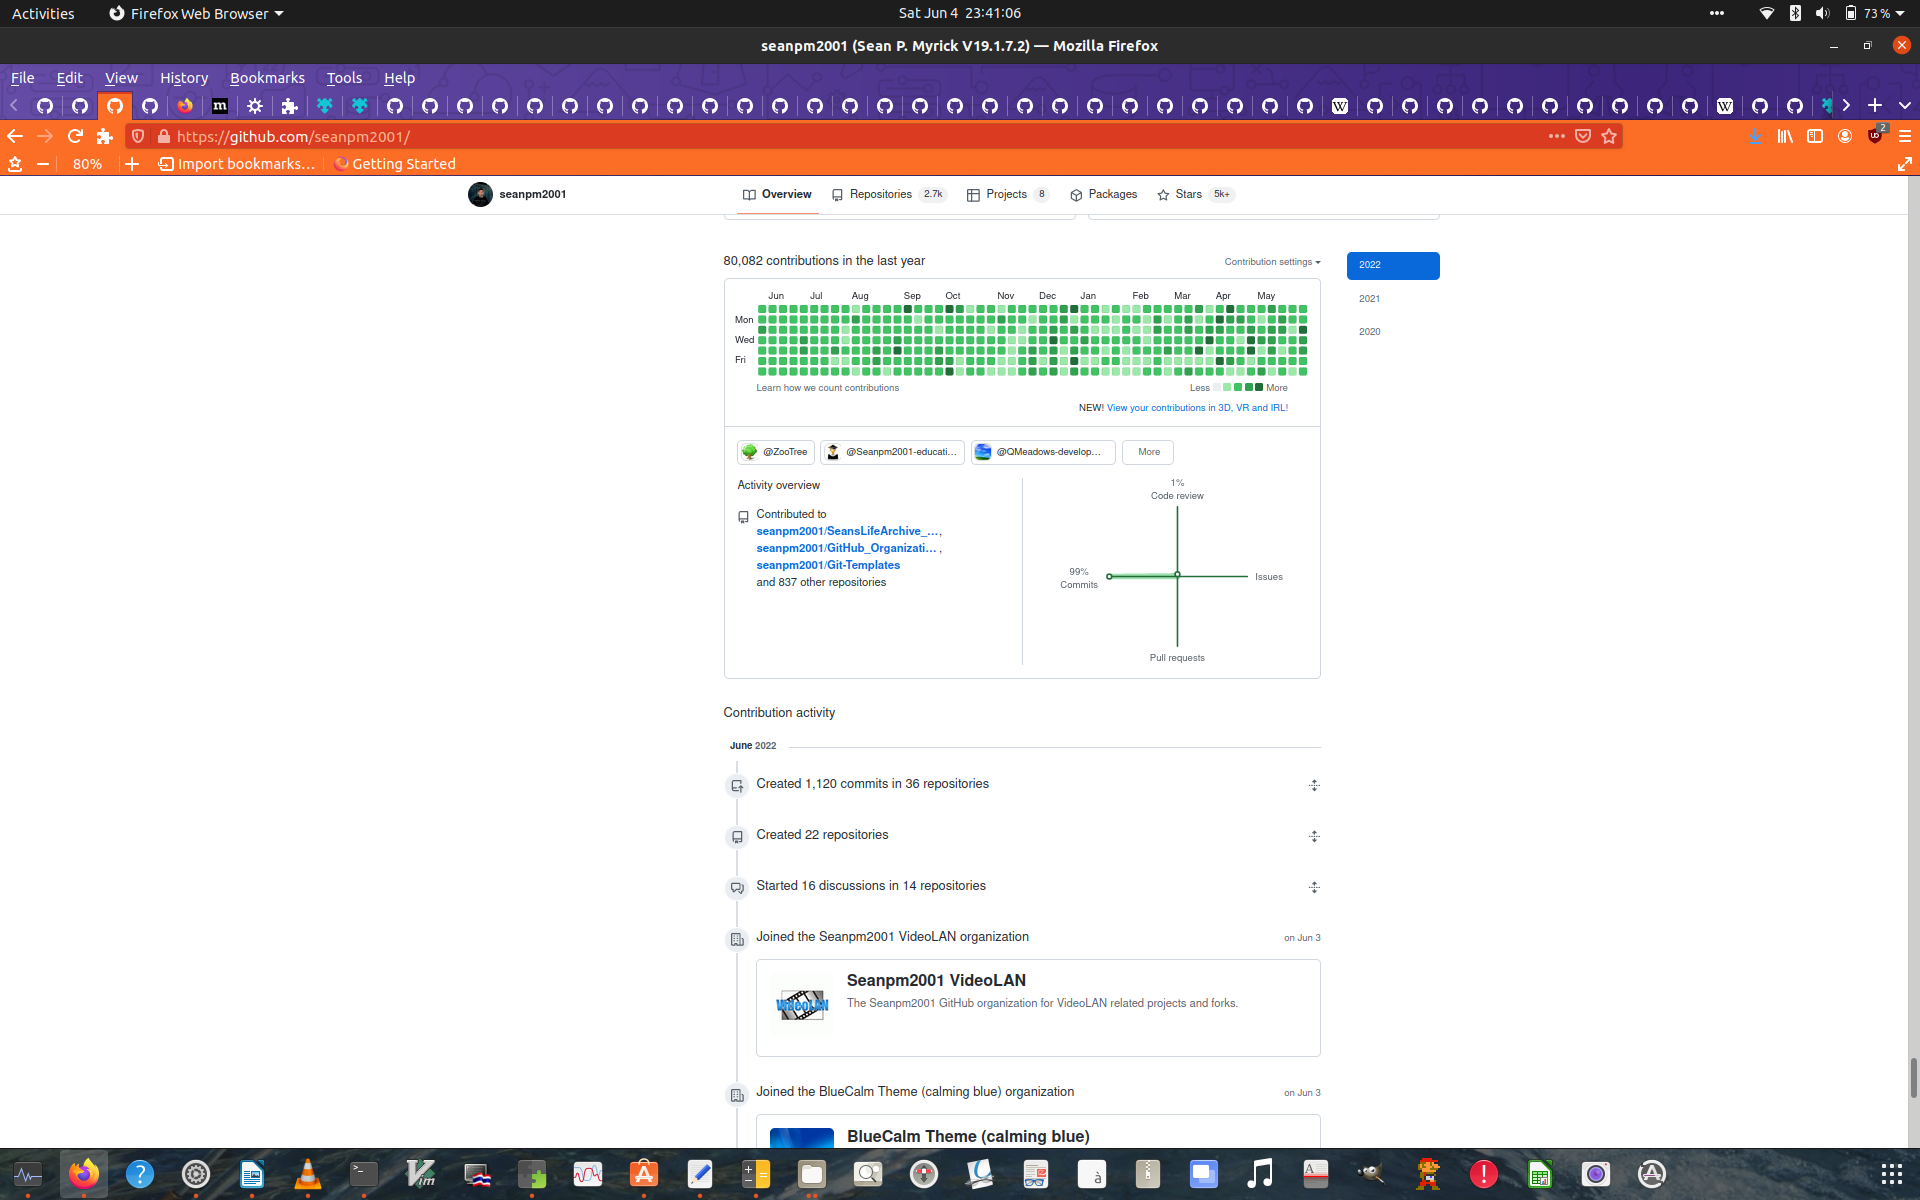 Activities
Firefox Web Browser
Sat Jun 4 23:41:06
73 %
seanpm2001 (Sean P. Myrick V19.1.7.2) — Mozilla Firefox
File Edit View History Bookmarks Tools Help
https://github.com/seanpm2001/
2
80%
Import bookmarks...
Getting Started
seanpm2001
Overview
Repositories 2.7k
Projects 8
Packages
Stars 5k+
80,082 contributions in the last year
Contribution settings
2022
2021
2020
Jun Jul Aug Sep Oct Nov Dec Jan Feb Mar Apr May
Mon
Wed
Fri
Learn how we count contributions
Less More
NEW! View your contributions in 3D, VR and IRL!
@ZooTree
@Seanpm2001-educati...
@QMeadows-develop...
More
Activity overview
Contributed to
seanpm2001/SeansLifeArchive_...,
seanpm2001/GitHub_Organizati... ,
seanpm2001/Git-Templates
and 837 other repositories
1%
Code review
99%
Commits
Issues
Pull requests
Contribution activity
June 2022
Created 1,120 commits in 36 repositories
Created 22 repositories
Started 16 discussions in 14 repositories
Joined the Seanpm2001 VideoLAN organization
on Jun 3
VideoLAN
Seanpm2001 VideoLAN
The Seanpm2001 GitHub organization for VideoLAN related projects and forks.
Joined the BlueCalm Theme (calming blue) organization
on Jun 3
BlueCalm Theme (calming blue)